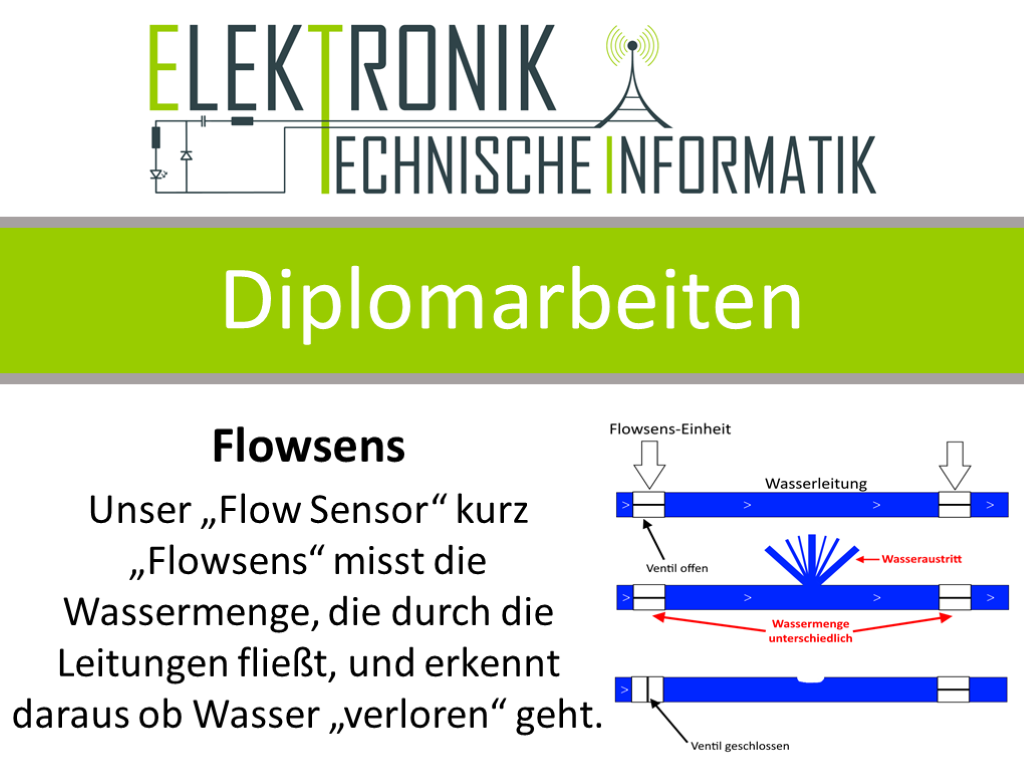 ELEKTRONIK
TECHNISCHE INFORMATIK
Diplomarbeiten
Flowsens
Unser „Flow Sensor“ kurz
„Flowsens“ misst die
Wassermenge, die durch die
Leitungen fließt, und erkennt
daraus ob Wasser „verloren“ geht.
Flowsens-Einheit
Wasserleitung
> > > >
Ventil offen
Wasseraustritt
> > > >
Wassermenge
unterschiedlich
>
Ventil geschlossen